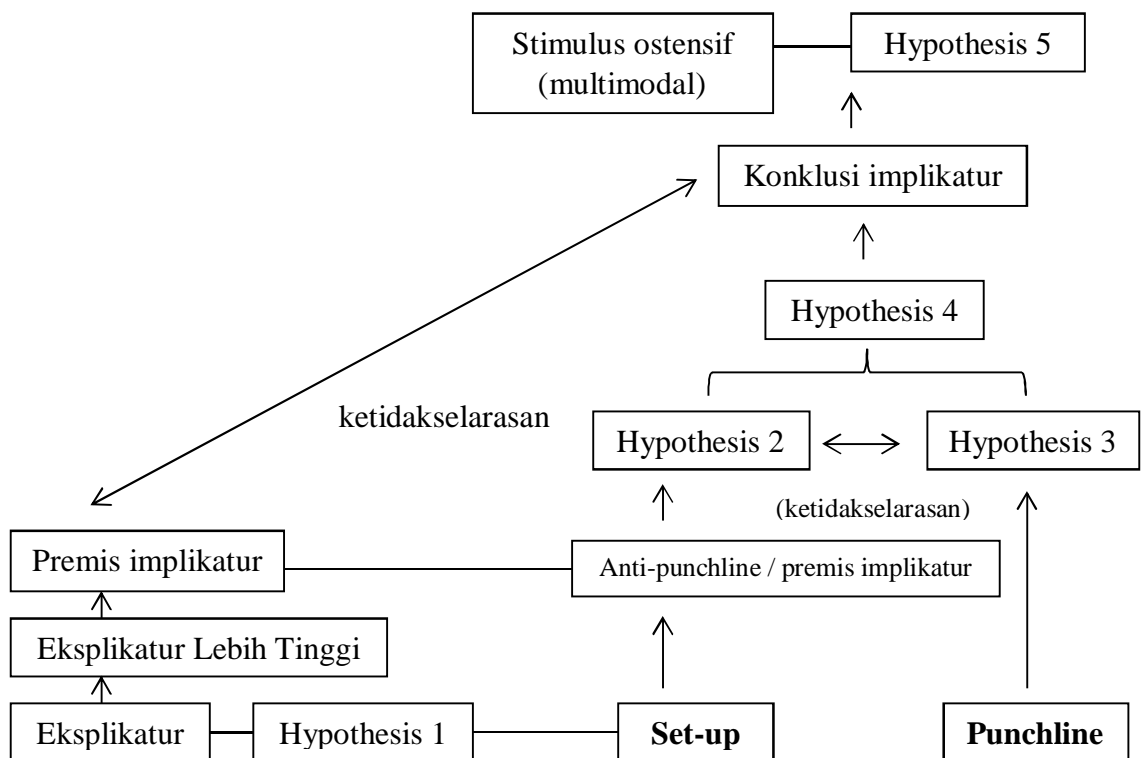 Stimulus ostensif
(multimodal)
Hypothesis 5
Konklusi implikatur
Hypothesis 4
ketidakselarasan
Hypothesis 2
Hypothesis 3
(ketidakselarasan)
Premis implikatur
Anti-punchline / premis implikatur
Eksplikatur Lebih Tinggi
Eksplikatur
Hypothesis 1
Set-up
Punchline